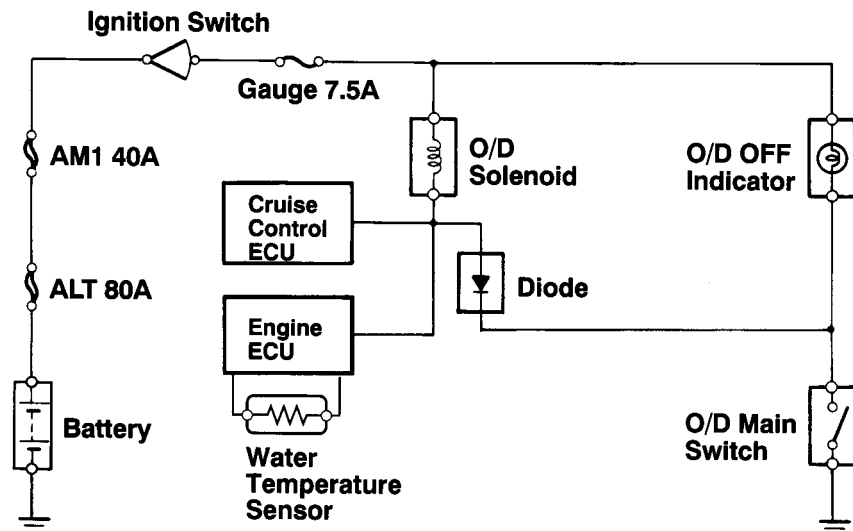 Ignition Switch
Gauge 7.5A
AM1 40A
O/D
Solenoid
O/D OFF
Indicator
Cruise
Control
ECU
ALT 80A
Diode
Engine
ECU
Battery
O/D Main
Switch
Water
Temperature
Sensor